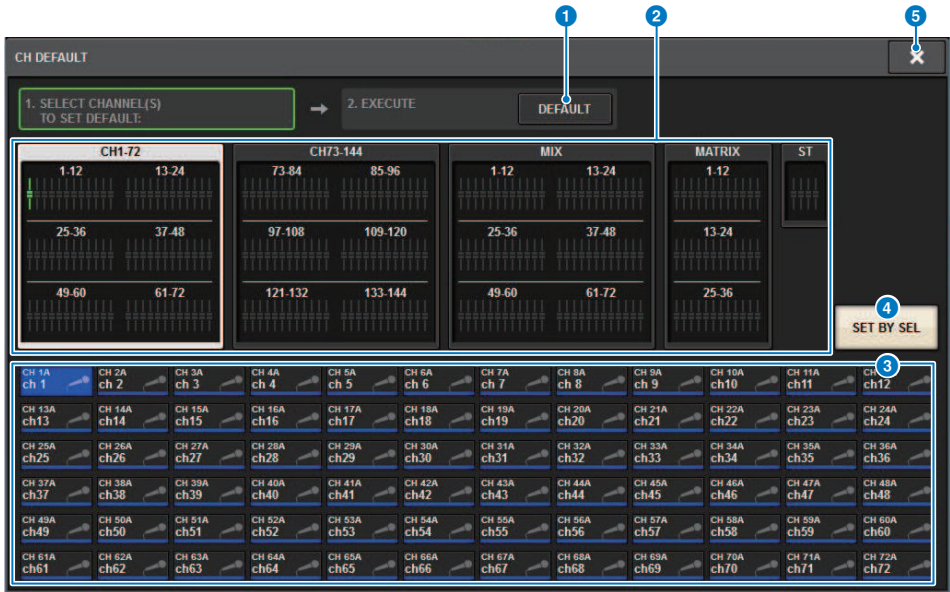 1 2 5
CH DEFAULT
1. SELECT CHANNEL(S)
TO SET DEFAULT:
2. EXECUTE
DEFAULT
CH1-72 CH73-144 MIX MATRIX ST
1-12 13-24 73-84 85-96 1-12 13-24 1-12
25-36 37-48 97-108 109-120 25-36 37-48 13-24
49-60 61-72 121-132 133-144 49-60 61-72 25-36
4
SET BY SEL
3
CH 1A CH 2A CH 3A CH 4A CH 5A CH 6A CH 7A CH 8A CH 9A CH 10A CH 11A CH
ch 1 ch 2 ch 3 ch 4 ch 5 ch 6 ch 7 ch 8 ch 9 ch10 ch11 ch12
CH 13A CH 14A CH 15A CH 16A CH 17A CH 18A CH 19A CH 20A CH 21A CH 22A CH 23A CH 24A
ch13 ch14 ch15 ch16 ch17 ch18 ch19 ch20 ch21 ch22 ch23 ch24
CH 25A CH 26A CH 27A CH 28A CH 29A CH 30A CH 31A CH 32A CH 33A CH 34A CH 35A CH 36A
ch25 ch26 ch27 ch28 ch29 ch30 ch31 ch32 ch33 ch34 ch35 ch36
CH 37A CH 38A CH 39A CH 40A CH 41A CH 42A CH 43A CH 44A CH 45A CH 46A CH 47A CH 48A
ch37 ch38 ch39 ch40 ch41 ch42 ch43 ch44 ch45 ch46 ch47 ch48
CH 49A CH 50A CH 51A CH 52A CH 53A CH 54A CH 55A CH 56A CH 57A CH 58A CH 59A CH 60A
ch49 ch50 ch51 ch52 ch53 ch54 ch55 ch56 ch57 ch58 ch59 ch60
CH 61A CH 62A CH 63A CH 64A CH 65A CH 66A CH 67A CH 68A CH 69A CH 70A CH 71A CH 72A
ch61 ch62 ch63 ch64 ch65 ch66 ch67 ch68 ch69 ch70 ch71 ch72